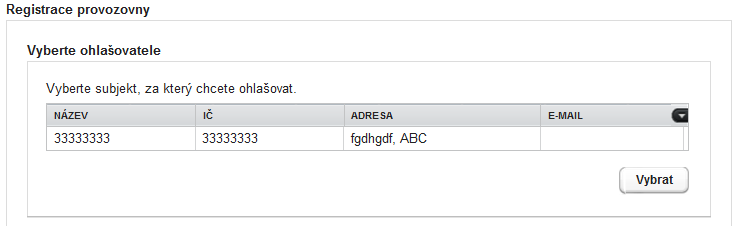 Registrace provozovny
Vyberte ohlašovatele
Vyberte subjekt, za který chcete ohlašovat.
NÁZEV IČ ADRESA E-MAIL
33333333 33333333 fgdhgdf, ABC
Vybrat